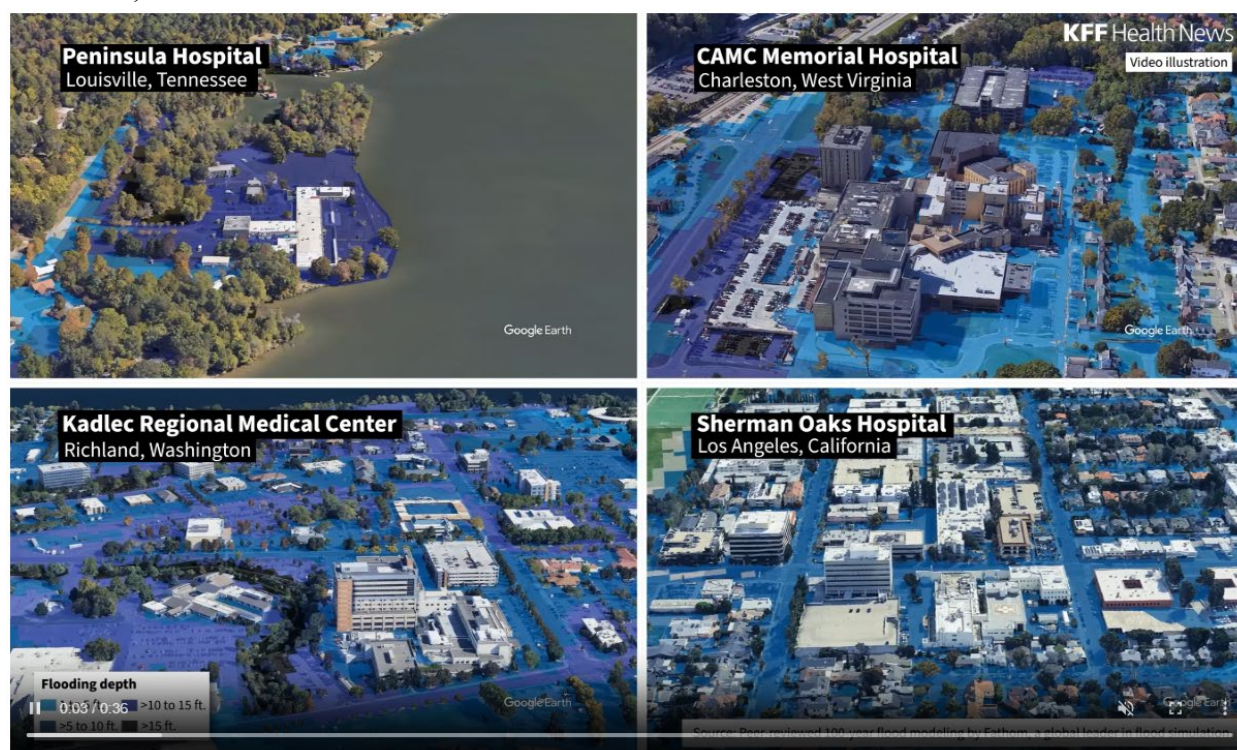 Peninsula Hospital
Louisville, Tennessee
Google Earth
KFF Health News
Video illustration
CAMC Memorial Hospital
Charleston, West Virginia
Google Earth
Kadlec Regional Medical Center
Richland, Washington
Google Earth
Flooding depth
>10 to 15 ft.
>5 to 10 ft.
>15 ft.
0:03 / 0:36
Sherman Oaks Hospital
Los Angeles, California
Google Earth
Source: Peer-reviewed 100-year flood modeling by Fathom, a global leader in flood simulation